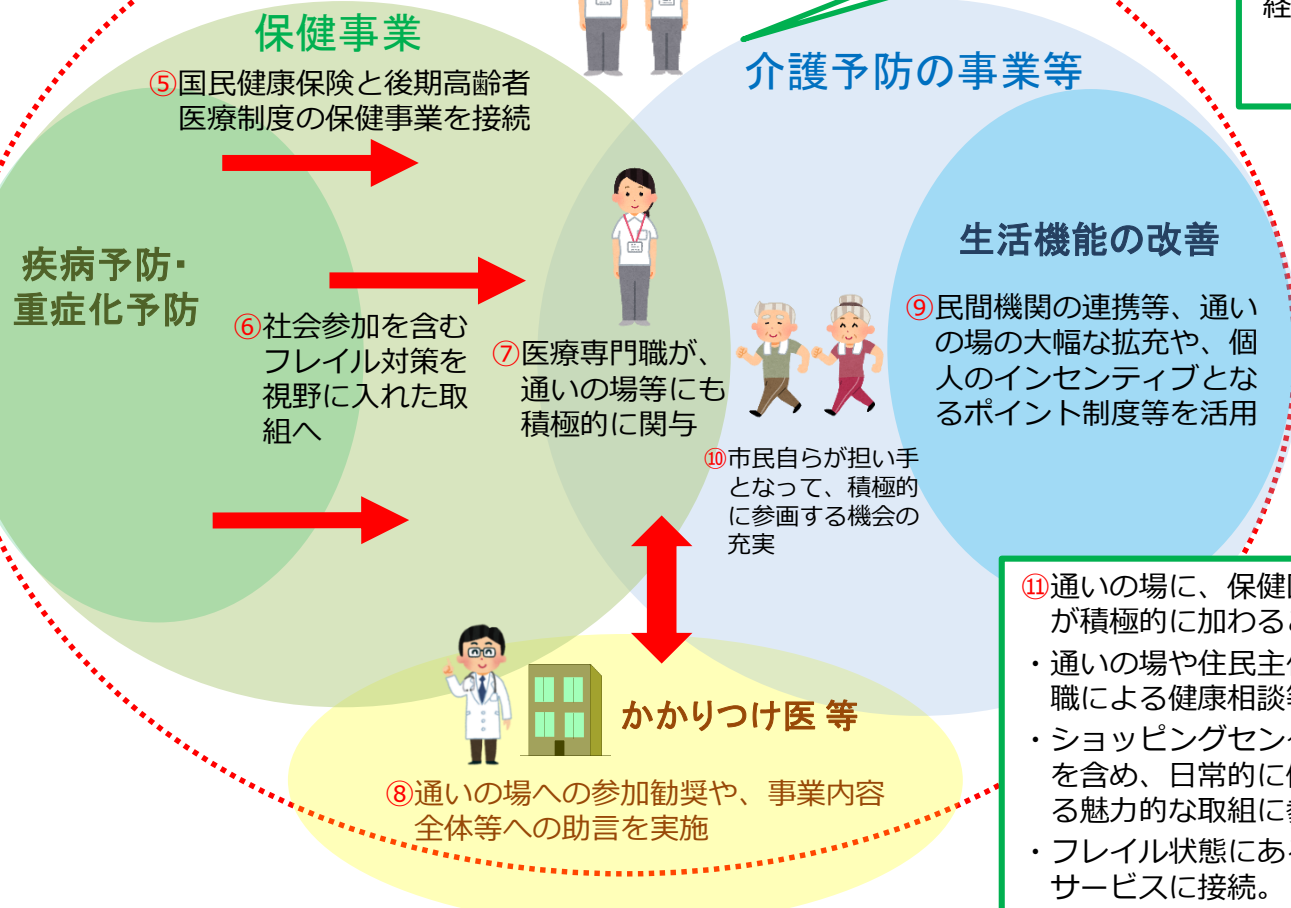 経
保健事業
⑤国民健康保険と後期高齢者
医療制度の保健事業を接続
介護予防の事業等
疾病予防・
重症化予防
⑥社会参加を含む
フレイル対策を
視野に入れた取
組へ
⑦医療専門職が、
通いの場等にも
積極的に関与
生活機能の改善
⑨民間機関の連携等、通い
の場の大幅な拡充や、個
人のインセンティブとな
るポイント制度等を活用
⑩市民自らが担い手
となって、積極的
に参画する機会の
充実
かかりつけ医 等
⑧通いの場への参加勧奨や、事業内容
全体等への助言を実施
⑪通いの場に、保健
が積極的に加わる
・通いの場や住民主
職による健康相談
・ショッピングセン
を含め、日常的に
る魅力的な取組に
・フレイル状態にあ
サービスに接続。